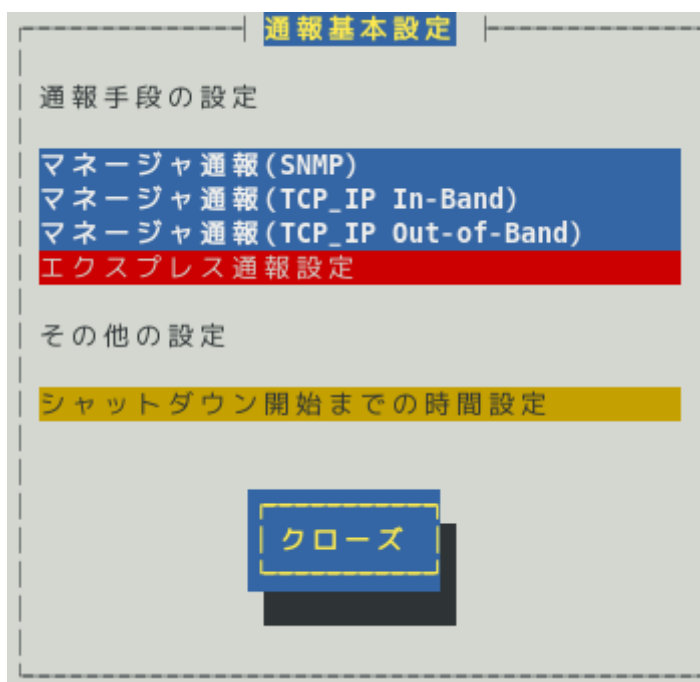 通報基本設定
通報手段の設定
マネージャ通報(SNMP)
マネージャ通報(TCP_IP In-Band)
マネージャ通報(TCP_IP Out-of-Band)
エクスプレス通報設定
その他の設定
シャットダウン開始までの時間設定
クローズ